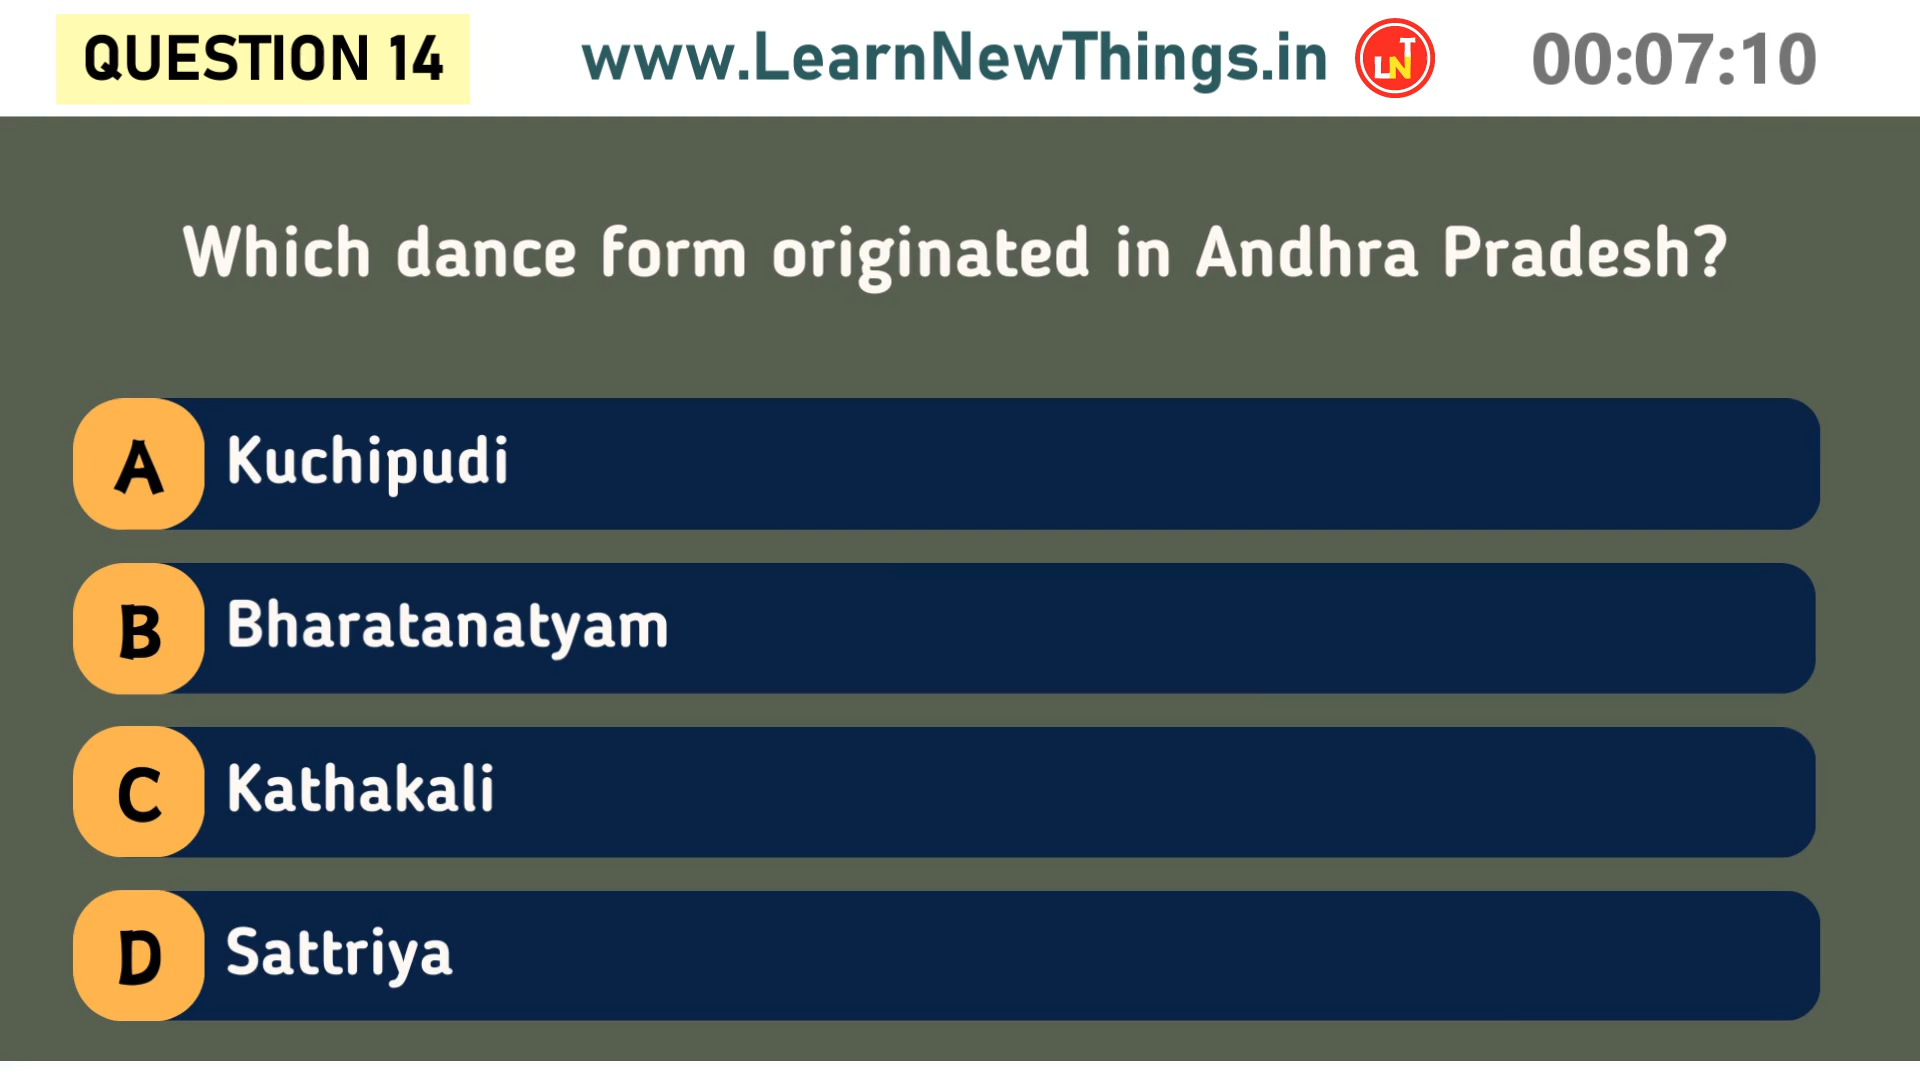 QUESTION 14
www.LearnNewThings.in
LNT
00:07:10
Which dance form originated in Andhra Pradesh?
A Kuchipudi
B Bharatanatyam
C Kathakali
D Sattriya